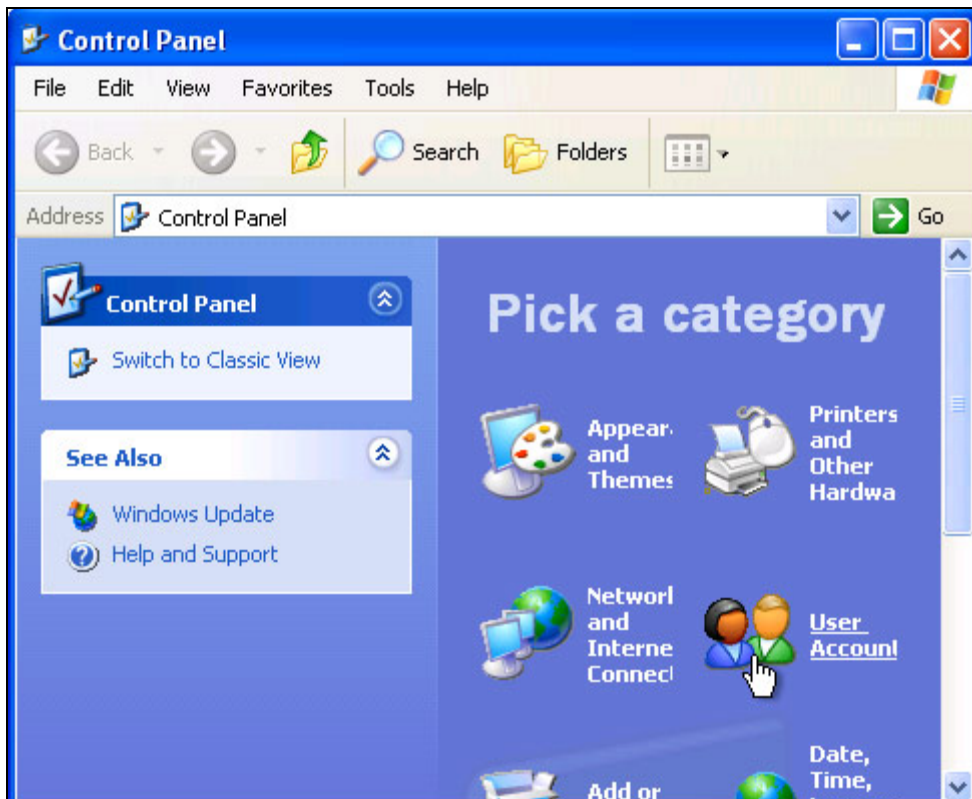 Control Panel
File Edit View Favorites Tools Help
Back Search Folders
Address Control Panel Go
Control Panel
Switch to Classic View
See Also
Windows Update
Help and Support
Pick a category
Appear
and
Themes
Printers
and
Other
Hardwa
Networl
and
Interne
Connec
User
Account
Add or
Date,
Time,